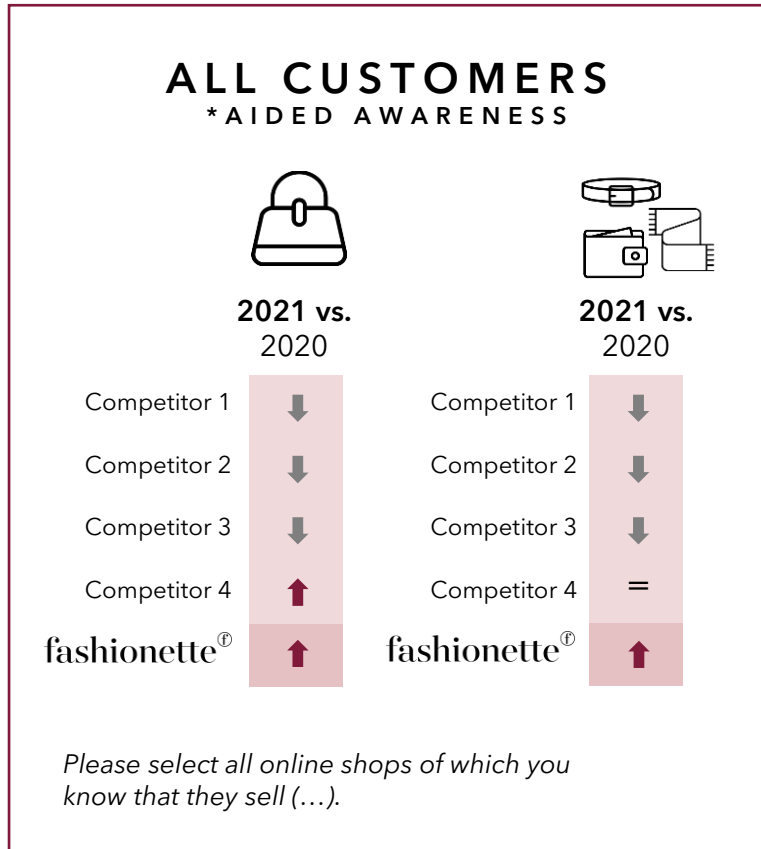 ALL CUSTOMERS
*AIDED AWARENESS
2021 vs.
2020
Competitor 1
Competitor 2
Competitor 3
Competitor 4
=
fashionette ⓕ
2021 vs.
2020
Competitor 1
Competitor 2
Competitor 3
Competitor 4
fashionette ⓕ
Please select all online shops of which you
know that they sell (...).